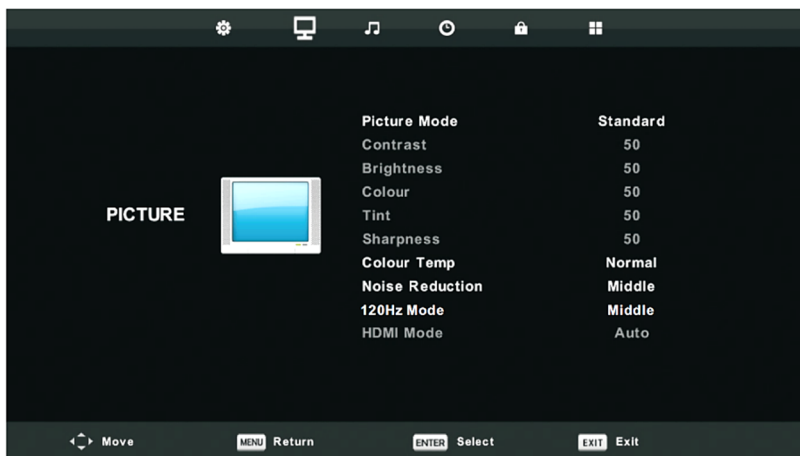 PICTURE
Picture Mode Standard
Contrast 50
Brightness 50
Colour 50
Tint 50
Sharpness 50
Colour Temp Normal
Noise Reduction Middle
120Hz Mode Middle
HDMI Mode Auto
Move MENU Return ENTER Select EXIT Exit